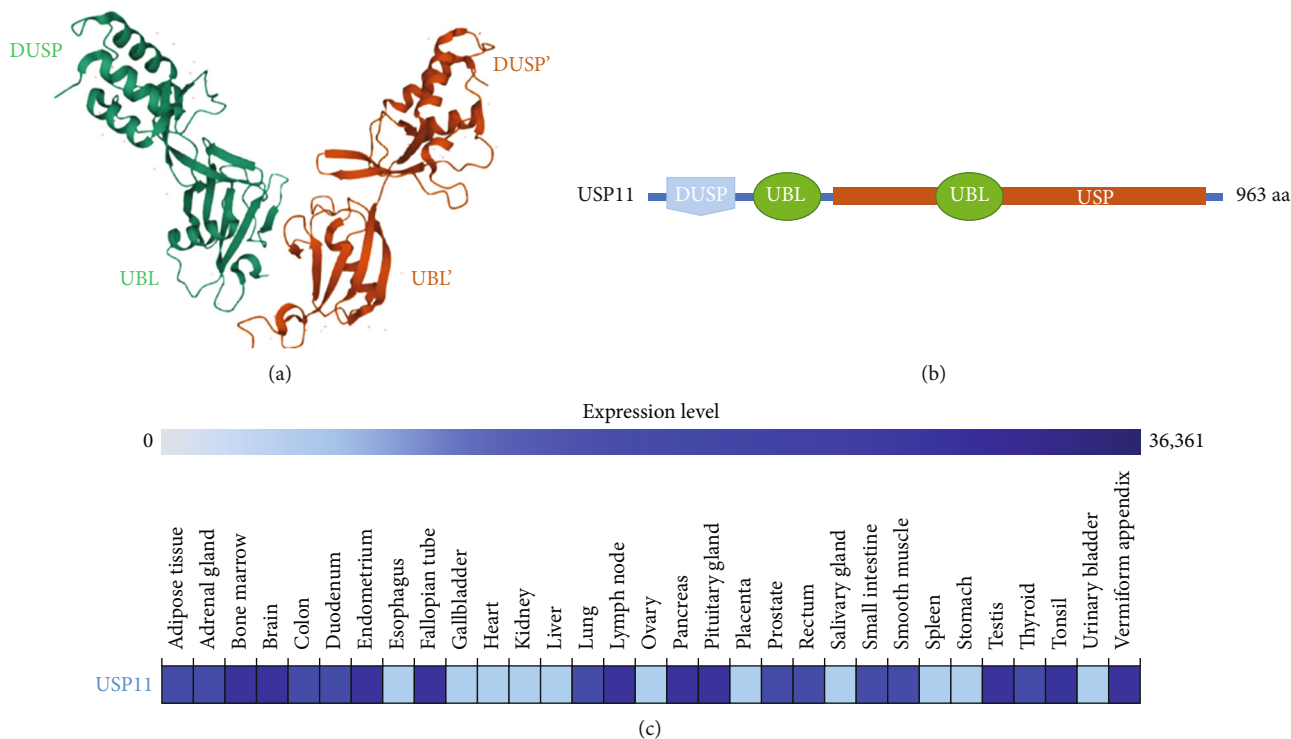 DUSP
DUSP’
UBL
UBL’
(a)
USP11
DUSP
UBL
UBL
USP
963 aa
(b)
Expression level
0
36,361
Adipose tissue
Adrenal gland
Bone marrow
Brain
Colon
Duodenum
Endometrium
Esophagus
Fallopian tube
Gallbladder
Heart
Kidney
Liver
Lung
Lymph node
Ovary
Pancreas
Pituitary gland
Placenta
Prostate
Rectum
Salivary gland
Small intestine
Smooth muscle
Spleen
Stomach
Testis
Thyroid
Tonsil
Urinary bladder
Vermiform appendix
USP11
(c)